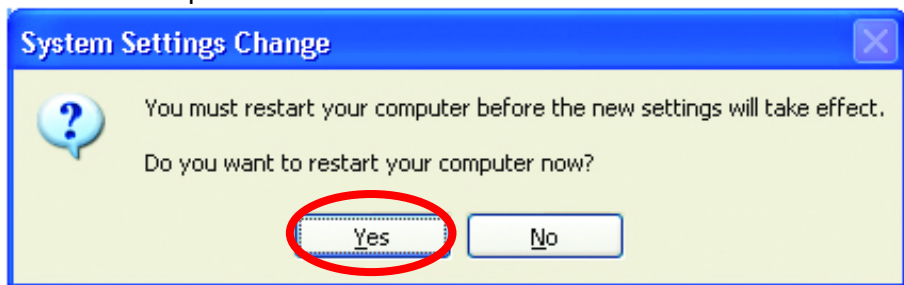 System Settings Change
You must restart your computer before the new settings will take effect.
Do you want to restart your computer now?
Yes
No